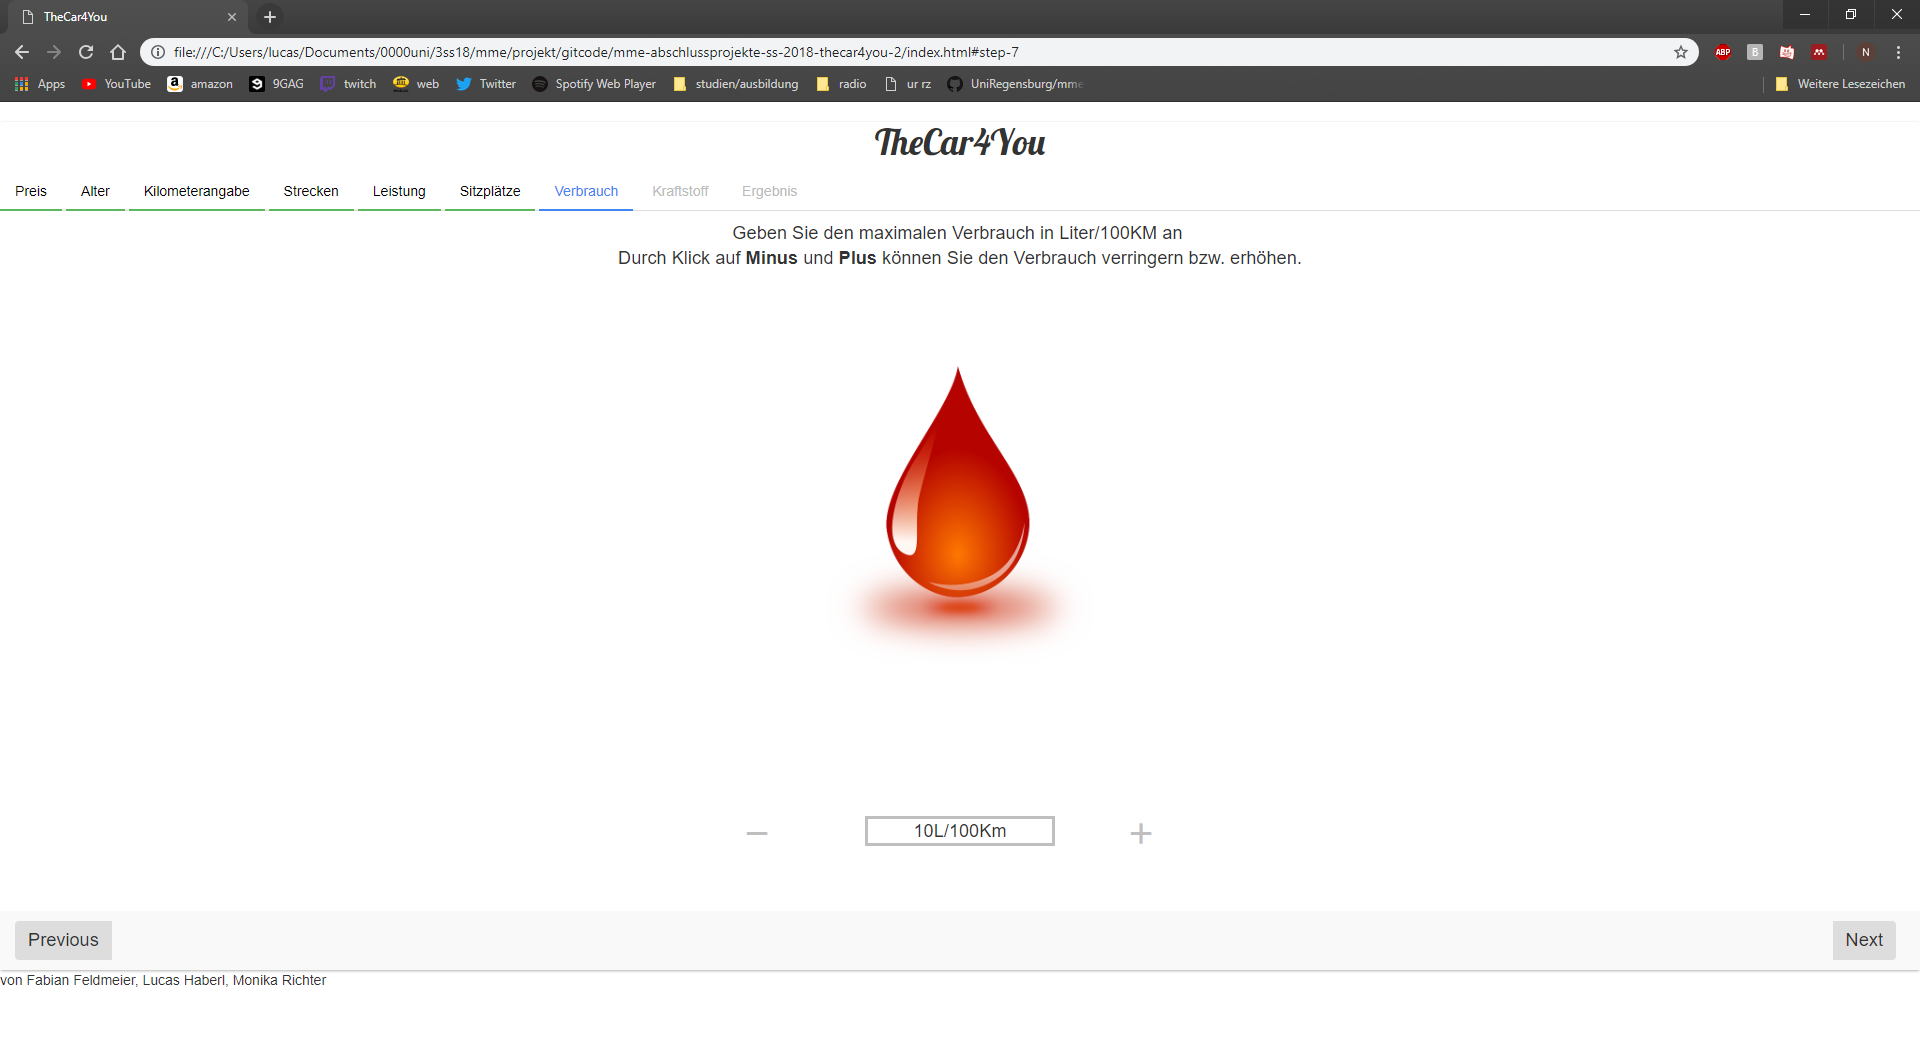 TheCar4You
file:///C:/Users/lucas/Documents/0000uni/3ss18/mme/projekt/gitcode/mme-abschlussprojekte-ss-2018-thecar4you-2/index.html#step-7
ABP B N
Apps YouTube amazon 9GAG twitch web Twitter Spotify Web Player studien/ausbildung radio ur rz UniRegensburg/mme Weitere Lesezeichen
TheCar4You
Preis Alter Kilometerangabe Strecken Leistung Sitzplätze Verbrauch Kraftstoff Ergebnis
Geben Sie den maximalen Verbrauch in Liter/100KM an
Durch Klick auf Minus und Plus können Sie den Verbrauch verringern bzw. erhöhen.
− 10L/100Km +
Previous Next
von Fabian Feldmeier, Lucas Haberl, Monika Richter